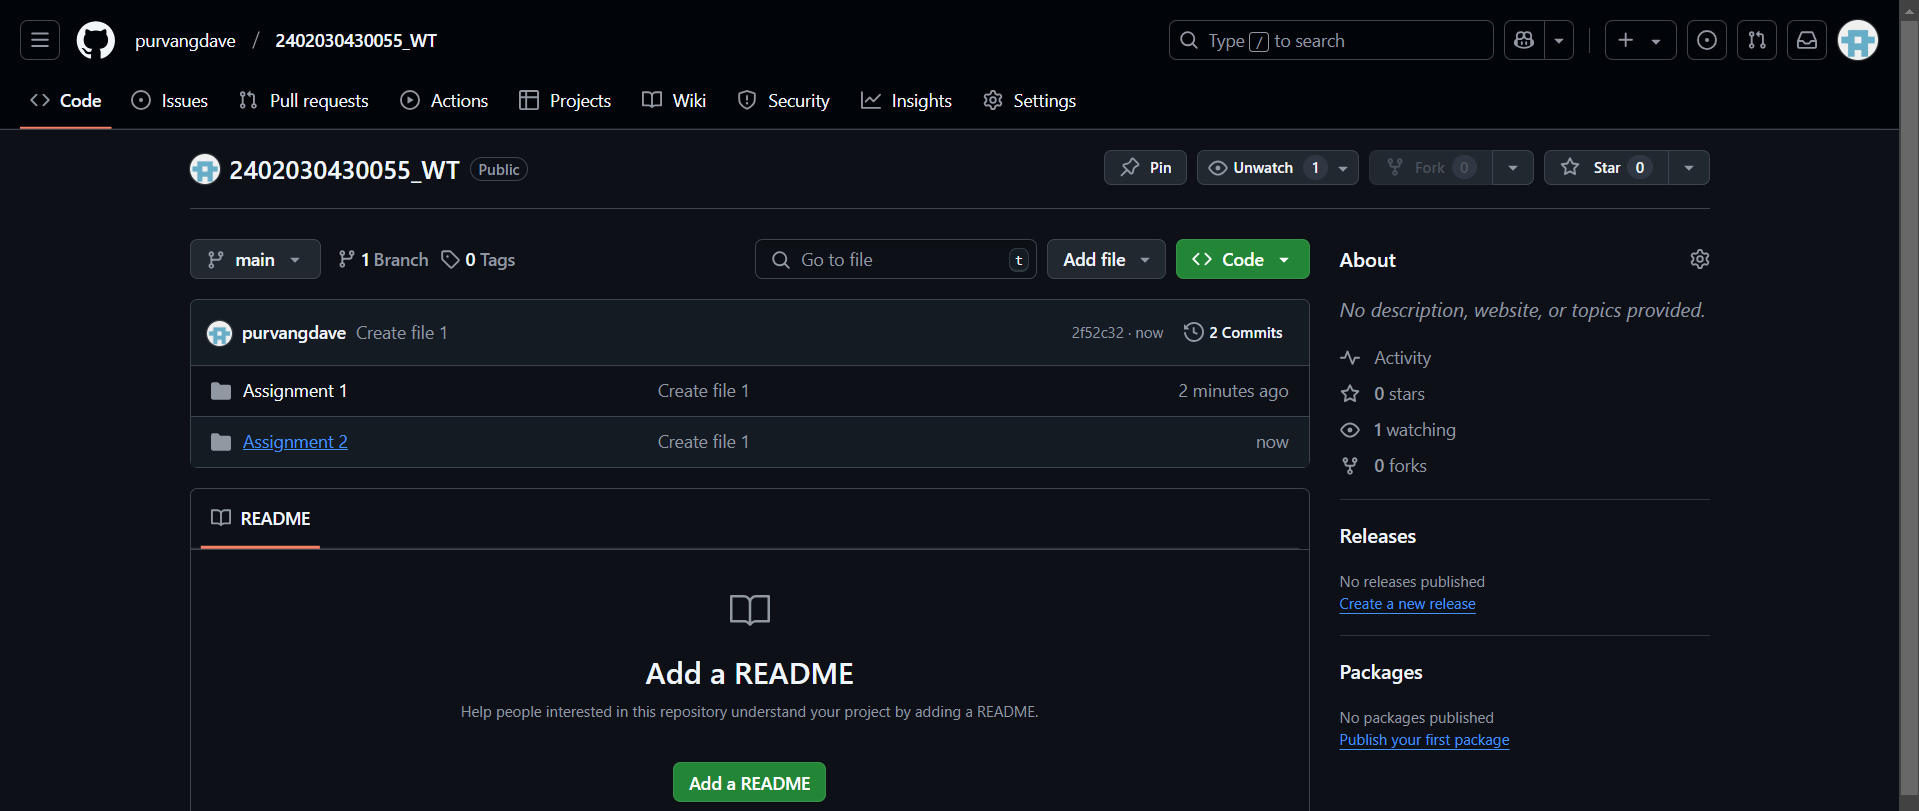 purvangdave / 2402030430055_WT
Type / to search
Code Issues Pull requests Actions Projects Wiki Security Insights Settings
2402030430055_WT Public
Pin Unwatch 1 Fork 0 Star 0
main 1 Branch 0 Tags Go to file t Add file Code
purvangdave Create file 1 2f52c32 · now 2 Commits
Assignment 1 Create file 1 2 minutes ago
Assignment 2 Create file 1 now
README
Add a README
Help people interested in this repository understand your project by adding a README.
Add a README
About
No description, website, or topics provided.
Activity
0 stars
1 watching
0 forks
Releases
No releases published
Create a new release
Packages
No packages published
Publish your first package